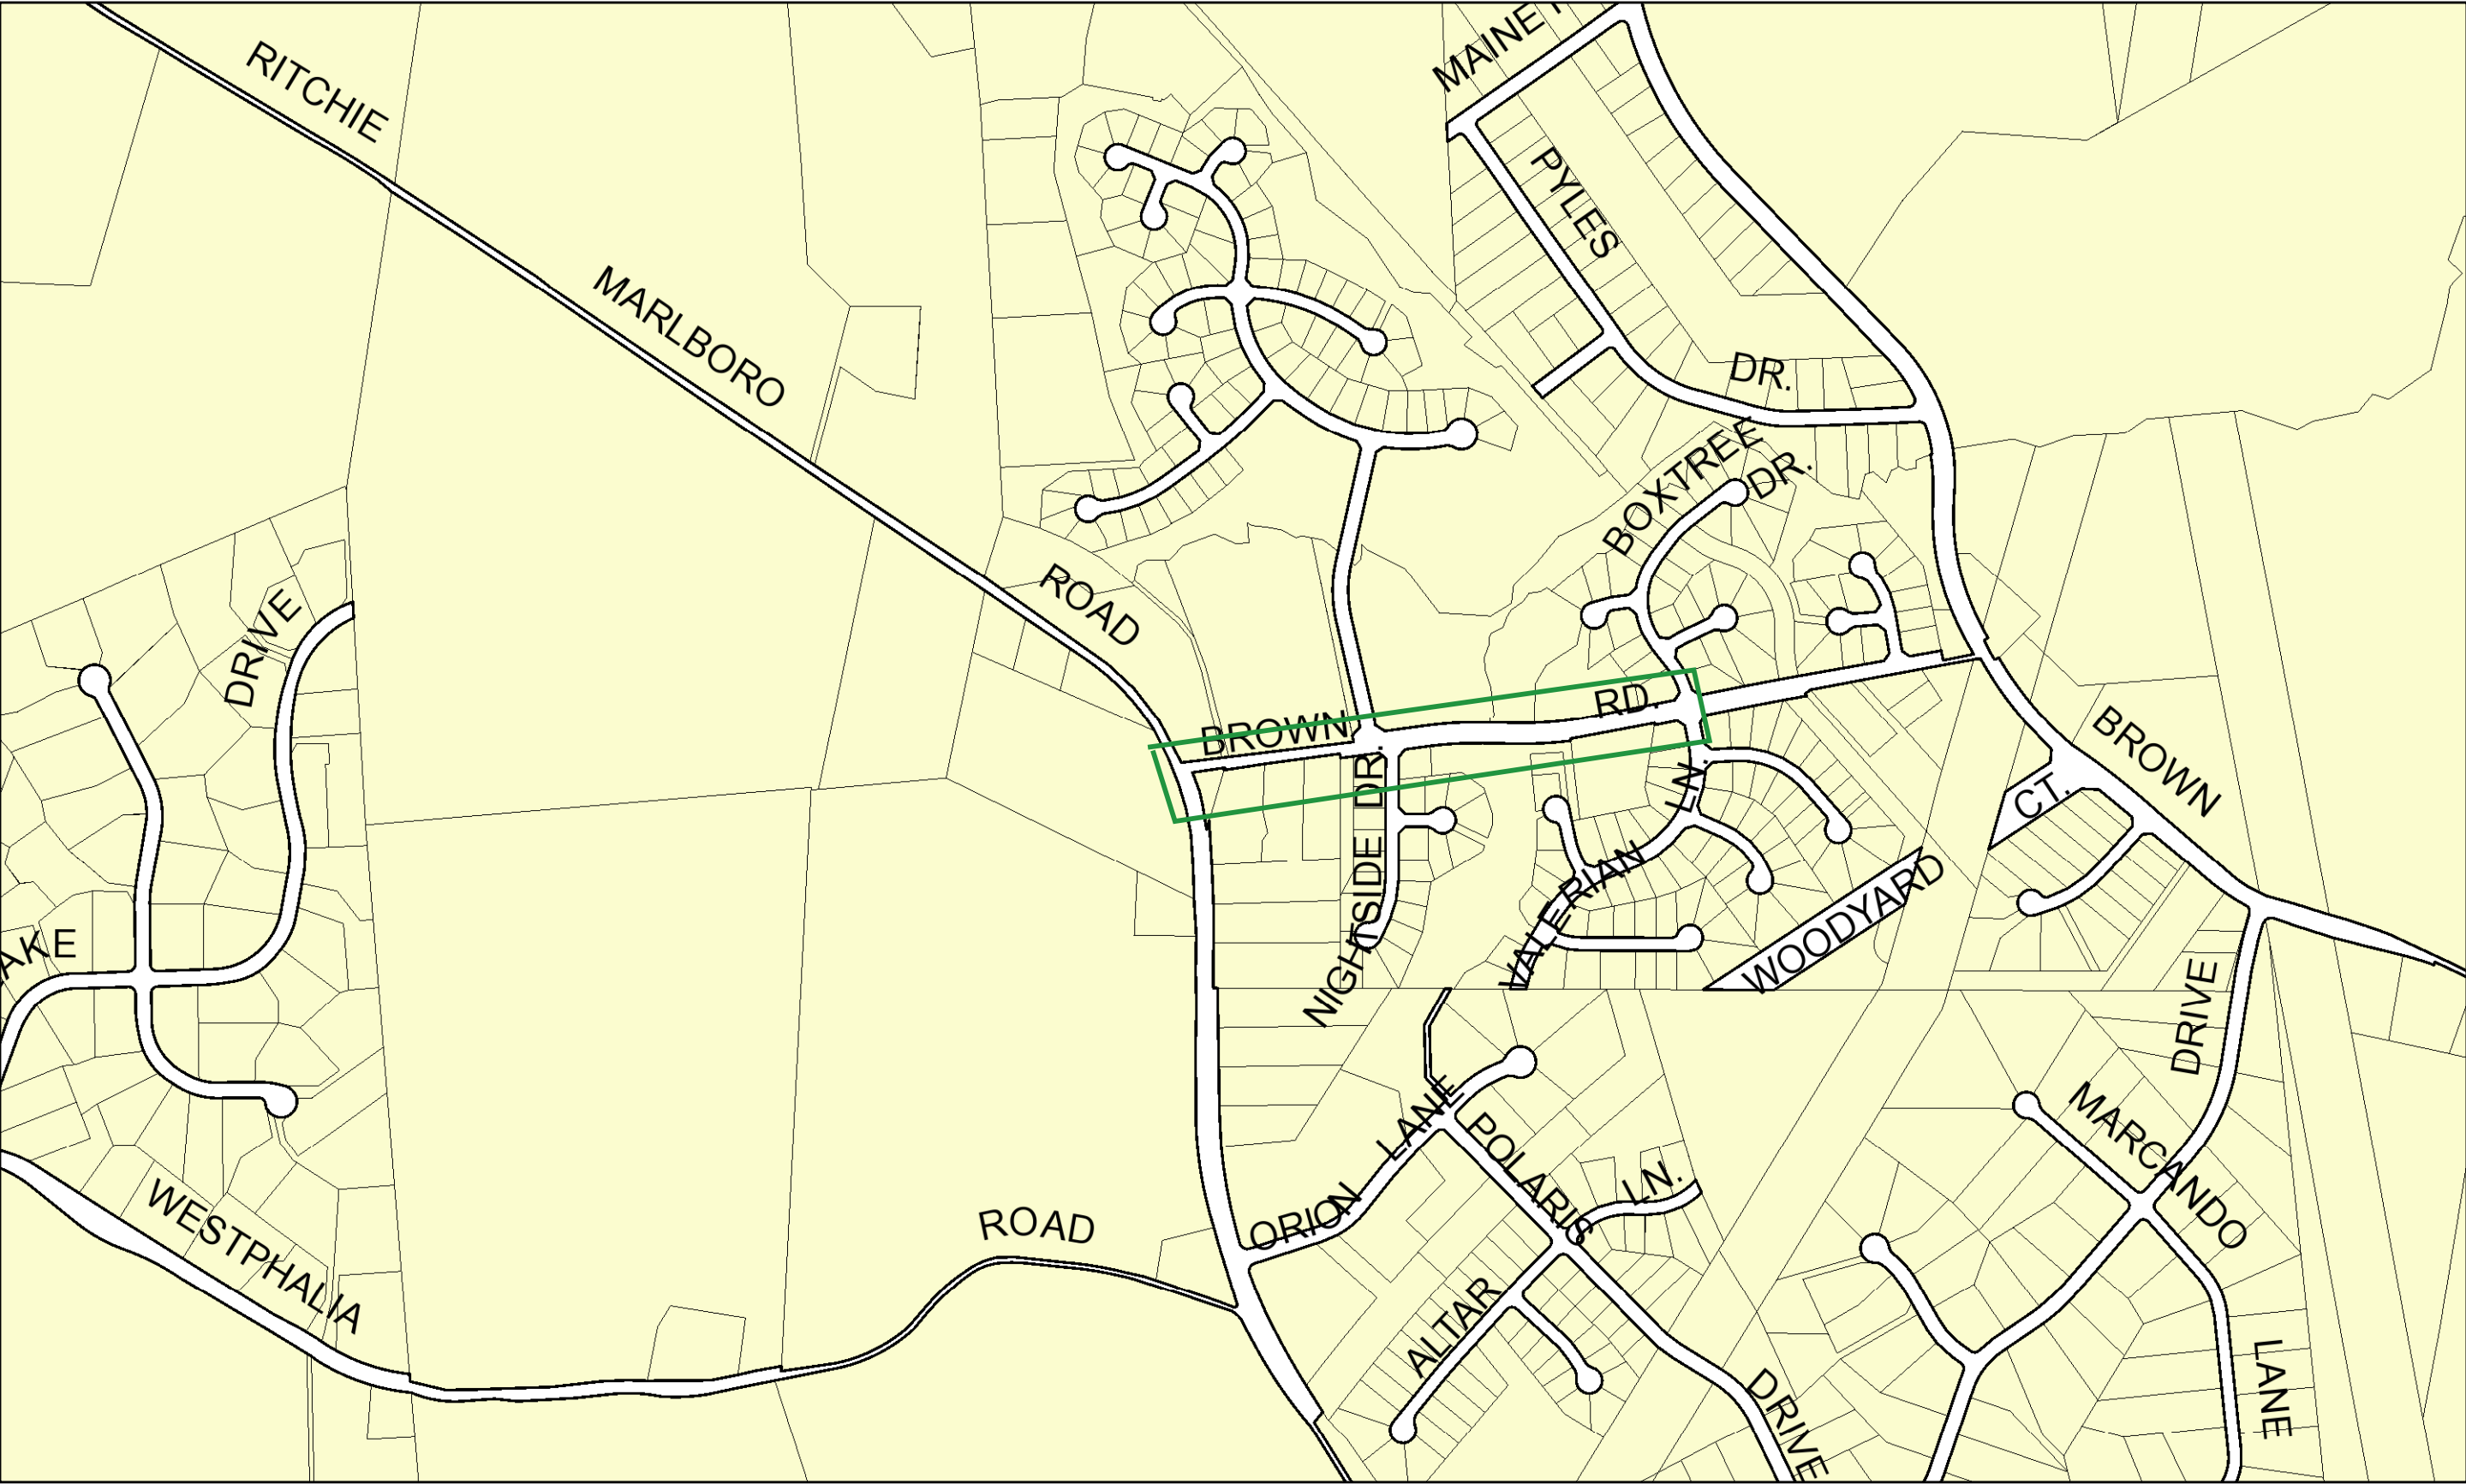 MAINE
RITCHIE
PYLES
MARLBORO
DR.
BOXTREE
DR.
ROAD
DRIVE
BROWN
RD.
BROWN
NIGHTSIDE DR.
LN.
CT.
VALERIAN
WOODYARD
AKE
DRIVE
MARCANDO
LANE
ORION
LANE
POLARIS
LN.
ROAD
WESTPHALIA
ALTAR
DRIVE